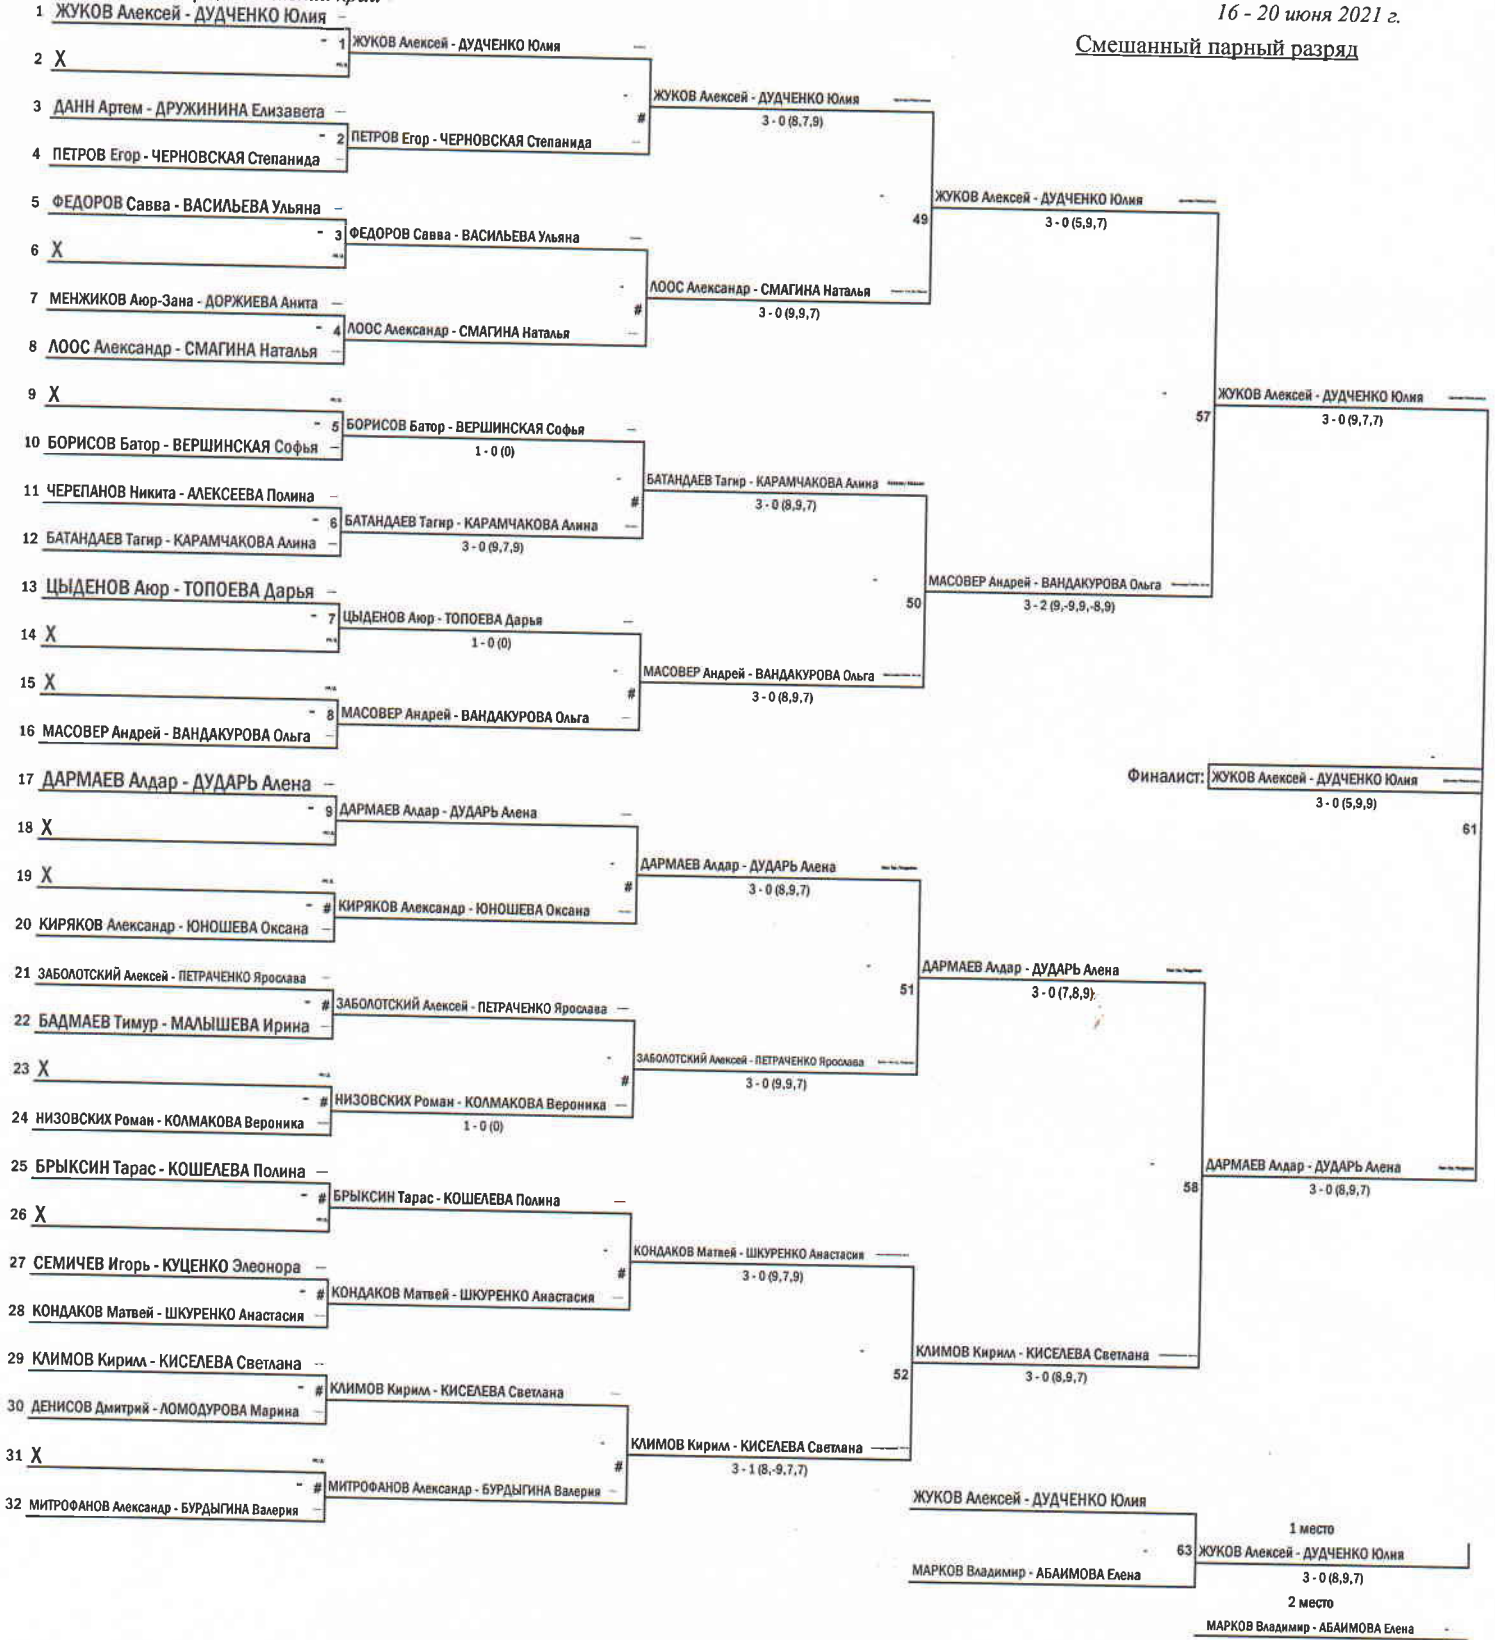 16 - 20 июня 2021 г.
Смешанный парный разряд
1 ЖУКОВ Алексей - ДУДЧЕНКО Юлия
1 ЖУКОВ Алексей - ДУДЧЕНКО Юлия
2 X
ЖУКОВ Алексей - ДУДЧЕНКО Юлия
# 3 - 0 (8,7,9)
3 ДАНН Артем - ДРУЖИНИНА Елизавета
2 ПЕТРОВ Егор - ЧЕРНОВСКАЯ Степанида
4 ПЕТРОВ Егор - ЧЕРНОВСКАЯ Степанида
ЖУКОВ Алексей - ДУДЧЕНКО Юлия
49 3 - 0 (5,9,7)
5 ФЕДОРОВ Савва - ВАСИЛЬЕВА Ульяна
3 ФЕДОРОВ Савва - ВАСИЛЬЕВА Ульяна
6 X
ЛООС Александр - СМАГИНА Наталья
# 3 - 0 (9,9,7)
7 МЕНЖИКОВ Аюр-Зана - ДОРЖИЕВА Анита
4 ЛООС Александр - СМАГИНА Наталья
8 ЛООС Александр - СМАГИНА Наталья
ЖУКОВ Алексей - ДУДЧЕНКО Юлия
57 3 - 0 (9,7,7)
9 X
5 БОРИСОВ Батор - ВЕРШИНСКАЯ Софья
10 БОРИСОВ Батор - ВЕРШИНСКАЯ Софья
1 - 0 (0)
БАТАНДАЕВ Тагир - КАРАМЧАКОВА Алина
# 3 - 0 (8,9,7)
11 ЧЕРЕПАНОВ Никита - АЛЕКСЕЕВА Полина
6 БАТАНДАЕВ Тагир - КАРАМЧАКОВА Алина
12 БАТАНДАЕВ Тагир - КАРАМЧАКОВА Алина
3 - 0 (9,7,9)
МАСОВЕР Андрей - ВАНДАКУРОВА Ольга
50 3 - 2 (9,-9,9,-8,9)
13 ЦЫДЕНОВ Аюр - ТОПОЕВА Дарья
7 ЦЫДЕНОВ Аюр - ТОПОЕВА Дарья
14 X
1 - 0 (0)
МАСОВЕР Андрей - ВАНДАКУРОВА Ольга
# 3 - 0 (8,9,7)
15 X
8 МАСОВЕР Андрей - ВАНДАКУРОВА Ольга
16 МАСОВЕР Андрей - ВАНДАКУРОВА Ольга
Финалист: ЖУКОВ Алексей - ДУДЧЕНКО Юлия
3 - 0 (5,9,9)
61
17 ДАРМАЕВ Алдар - ДУДАРЬ Алена
9 ДАРМАЕВ Алдар - ДУДАРЬ Алена
18 X
ДАРМАЕВ Алдар - ДУДАРЬ Алена
# 3 - 0 (8,9,7)
19 X
# КИРЯКОВ Александр - ЮНОШЕВА Оксана
20 КИРЯКОВ Александр - ЮНОШЕВА Оксана
ДАРМАЕВ Алдар - ДУДАРЬ Алена
51 3 - 0 (7,8,9)
21 ЗАБОЛОТСКИЙ Алексей - ПЕТРАЧЕНКО Ярослава
# ЗАБОЛОТСКИЙ Алексей - ПЕТРАЧЕНКО Ярослава
22 БАДМАЕВ Тимур - МАЛЫШЕВА Ирина
ЗАБОЛОТСКИЙ Алексей - ПЕТРАЧЕНКО Ярослава
# 3 - 0 (9,9,7)
23 X
# НИЗОВСКИХ Роман - КОЛМАКОВА Вероника
24 НИЗОВСКИХ Роман - КОЛМАКОВА Вероника
1 - 0 (0)
ДАРМАЕВ Алдар - ДУДАРЬ Алена
58 3 - 0 (8,9,7)
25 БРЫКСИН Тарас - КОШЕЛЕВА Полина
# БРЫКСИН Тарас - КОШЕЛЕВА Полина
26 X
КОНДАКОВ Матвей - ШКУРЕНКО Анастасия
# 3 - 0 (9,7,9)
27 СЕМИЧЕВ Игорь - КУЦЕНКО Элеонора
# КОНДАКОВ Матвей - ШКУРЕНКО Анастасия
28 КОНДАКОВ Матвей - ШКУРЕНКО Анастасия
КЛИМОВ Кирилл - КИСЕЛЕВА Светлана
52 3 - 0 (8,9,7)
29 КЛИМОВ Кирилл - КИСЕЛЕВА Светлана
# КЛИМОВ Кирилл - КИСЕЛЕВА Светлана
30 ДЕНИСОВ Дмитрий - ЛОМОДУРОВА Марина
КЛИМОВ Кирилл - КИСЕЛЕВА Светлана
# 3 - 1 (8,-9,7,7)
31 X
# МИТРОФАНОВ Александр - БУРДЫГИНА Валерия
32 МИТРОФАНОВ Александр - БУРДЫГИНА Валерия
ЖУКОВ Алексей - ДУДЧЕНКО Юлия
1 место
63 ЖУКОВ Алексей - ДУДЧЕНКО Юлия
МАРКОВ Владимир - АБАИМОВА Елена
3 - 0 (8,9,7)
2 место
МАРКОВ Владимир - АБАИМОВА Елена